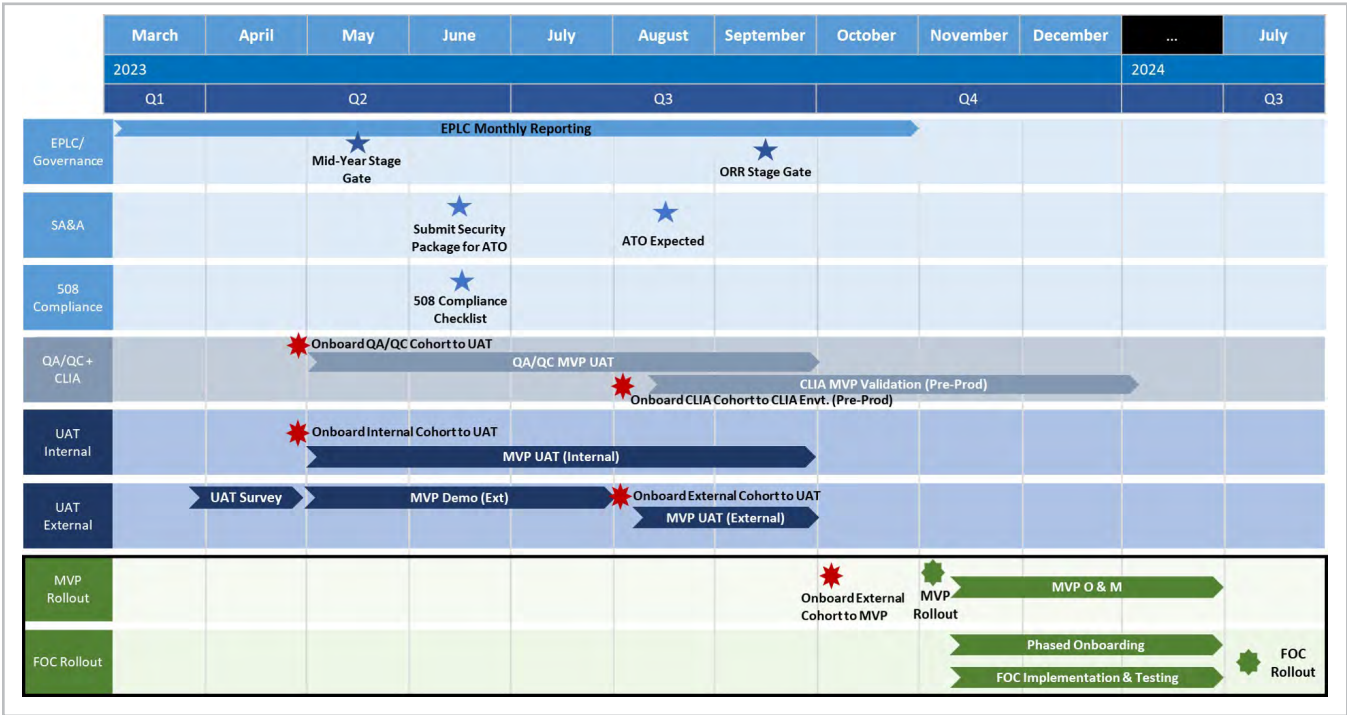 March April May June July August September October November December ... July
2023 2024
Q1 Q2 Q3 Q4 Q3
EPLC/
Governance
EPLC Monthly Reporting
Mid-Year Stage
Gate
ORR Stage Gate
SA&A
Submit Security
Package for ATO
ATO Expected
508
Compliance
508 Compliance
Checklist
QA/QC +
CLIA
Onboard QA/QC Cohort to UAT
QA/QC MVP UAT
CLIA MVP Validation (Pre-Prod)
Onboard CLIA Cohort to CLIA Envt. (Pre-Prod)
UAT
Internal
Onboard Internal Cohort to UAT
MVP UAT (Internal)
UAT
External
UAT Survey
MVP Demo (Ext)
Onboard External Cohort to UAT
MVP UAT (External)
MVP
Rollout
Onboard External
Cohort to MVP
MVP
Rollout
MVP O & M
FOC Rollout
Phased Onboarding
FOC Implementation & Testing
FOC
Rollout